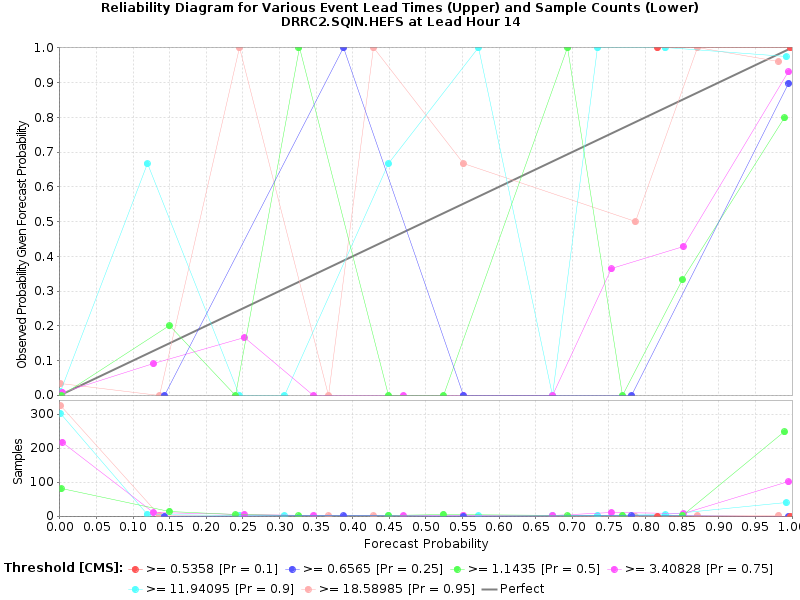 Reliability Diagram for Various Event Lead Times (Upper) and Sample Counts (Lower)
DRRC2.SQIN.HEFS at Lead Hour 14
Observed Probability Given Forecast Probability
1.0
0.9
0.8
0.7
0.6
0.5
0.4
0.3
0.2
0.1
0.0
Samples
300
200
100
0
0.00 0.05 0.10 0.15 0.20 0.25 0.30 0.35 0.40 0.45 0.50 0.55 0.60 0.65 0.70 0.75 0.80 0.85 0.90 0.95 1.0
Forecast Probability
Threshold [CMS]: >= 0.5358 [Pr = 0.1] >= 0.6565 [Pr = 0.25] >= 1.1435 [Pr = 0.5] >= 3.40828 [Pr = 0.75]
>= 11.94095 [Pr = 0.9] >= 18.58985 [Pr = 0.95] Perfect